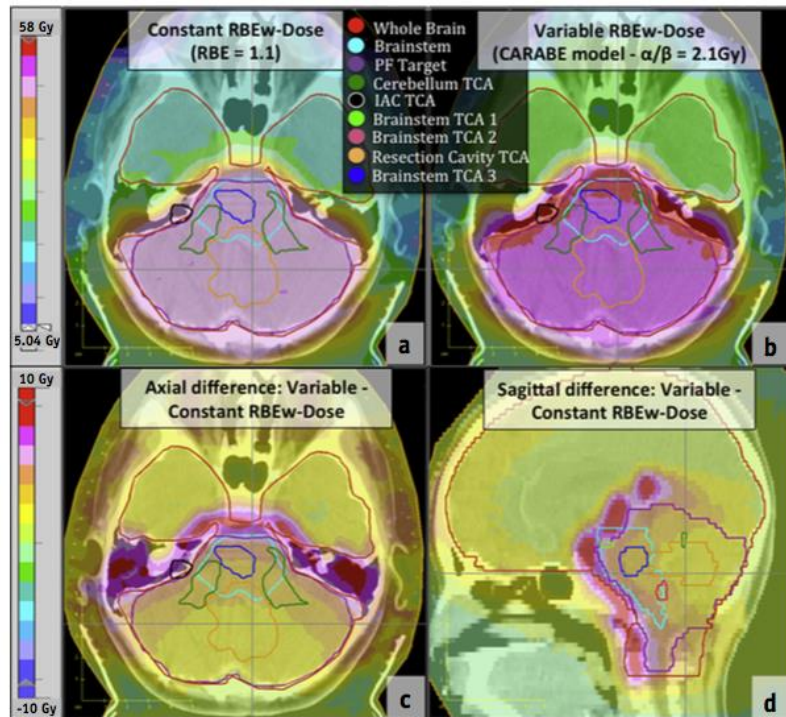 58 Gy
5.04 Gy
Constant RBEw-Dose
(RBE = 1.1)
Whole Brain
Brainstem
PF Target
Cerebellum TCA
IAC TCA
Brainstem TCA 1
Brainstem TCA 2
Resection Cavity TCA
Brainstem TCA 3
Variable RBEw-Dose
(CARABE model - α/β = 2.1Gy)
a
b
10 Gy
-10 Gy
Axial difference: Variable -
Constant RBEw-Dose
Sagittal difference: Variable -
Constant RBEw-Dose
c
d